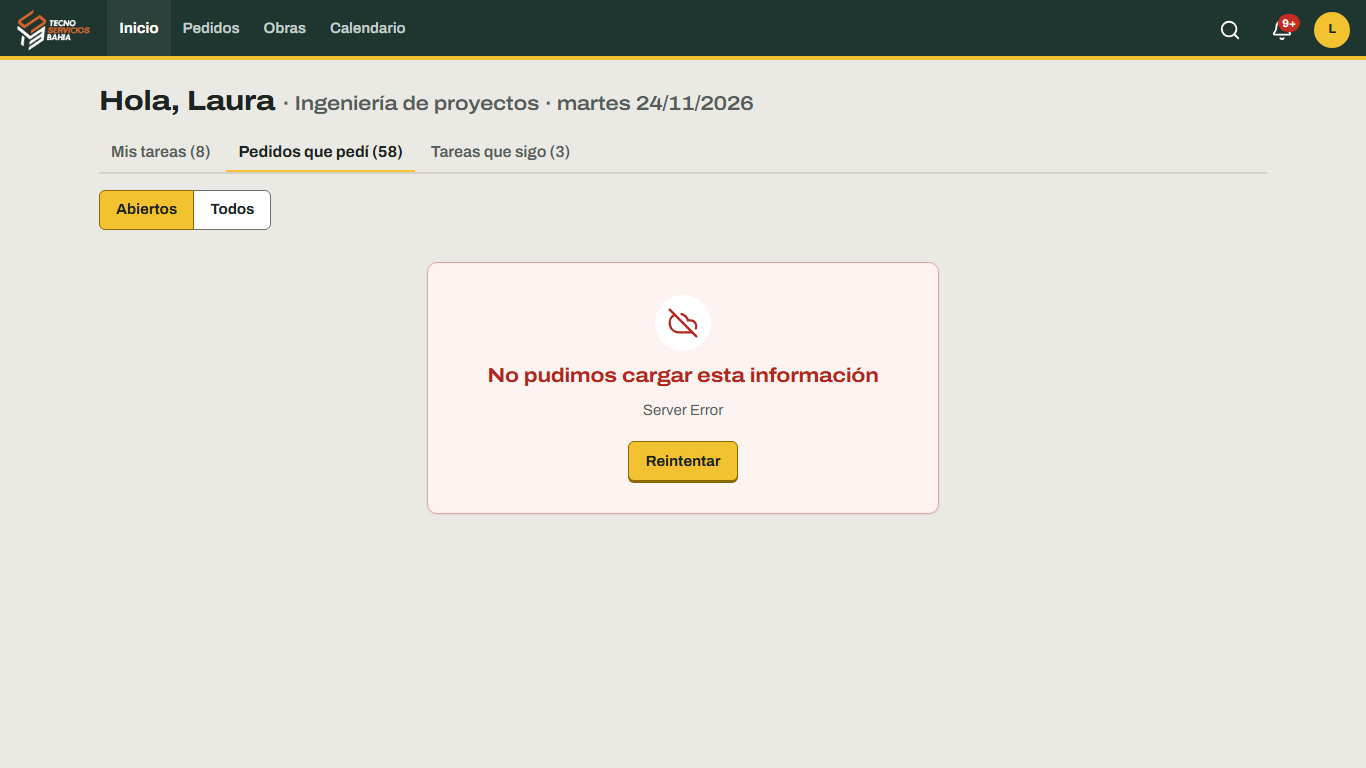 TECNO
SERVICIOS
BAHIA
Inicio
Pedidos
Obras
Calendario
9+
L
Hola, Laura · Ingeniería de proyectos · martes 24/11/2026
Mis tareas (8)
Pedidos que pedí (58)
Tareas que sigo (3)
Abiertos
Todos
No pudimos cargar esta información
Server Error
Reintentar